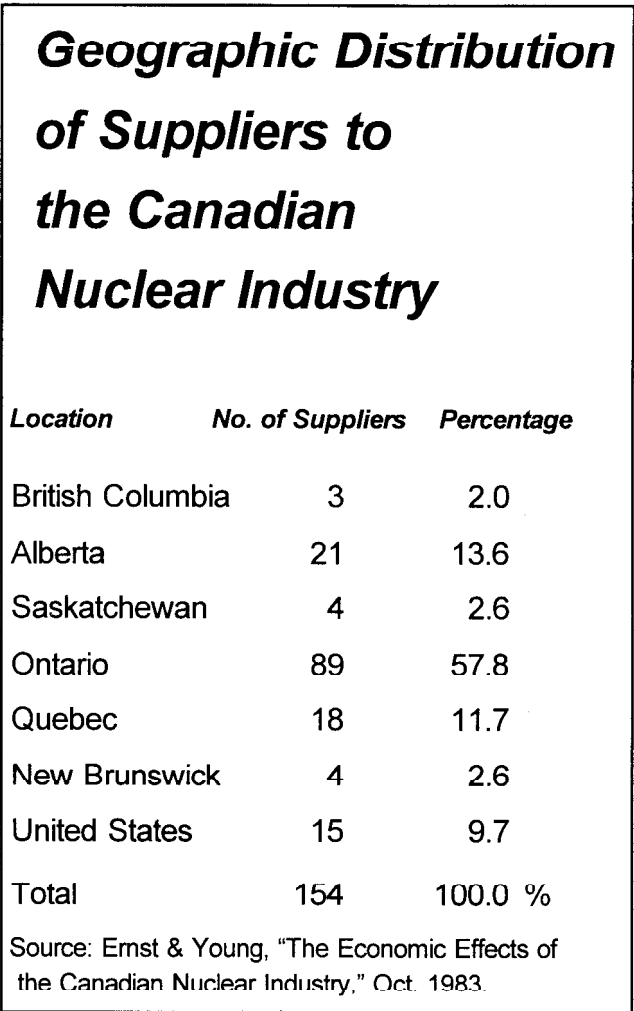 Geographic Distribution
of Suppliers to
the Canadian
Nuclear Industry
Location No. of Suppliers Percentage
British Columbia 3 2.0
Alberta 21 13.6
Saskatchewan 4 2.6
Ontario 89 57.8
Quebec 18 11.7
New Brunswick 4 2.6
United States 15 9.7
Total 154 100.0 %
Source: Ernst & Young, “The Economic Effects of
the Canadian Nuclear Industry,” Oct. 1983.